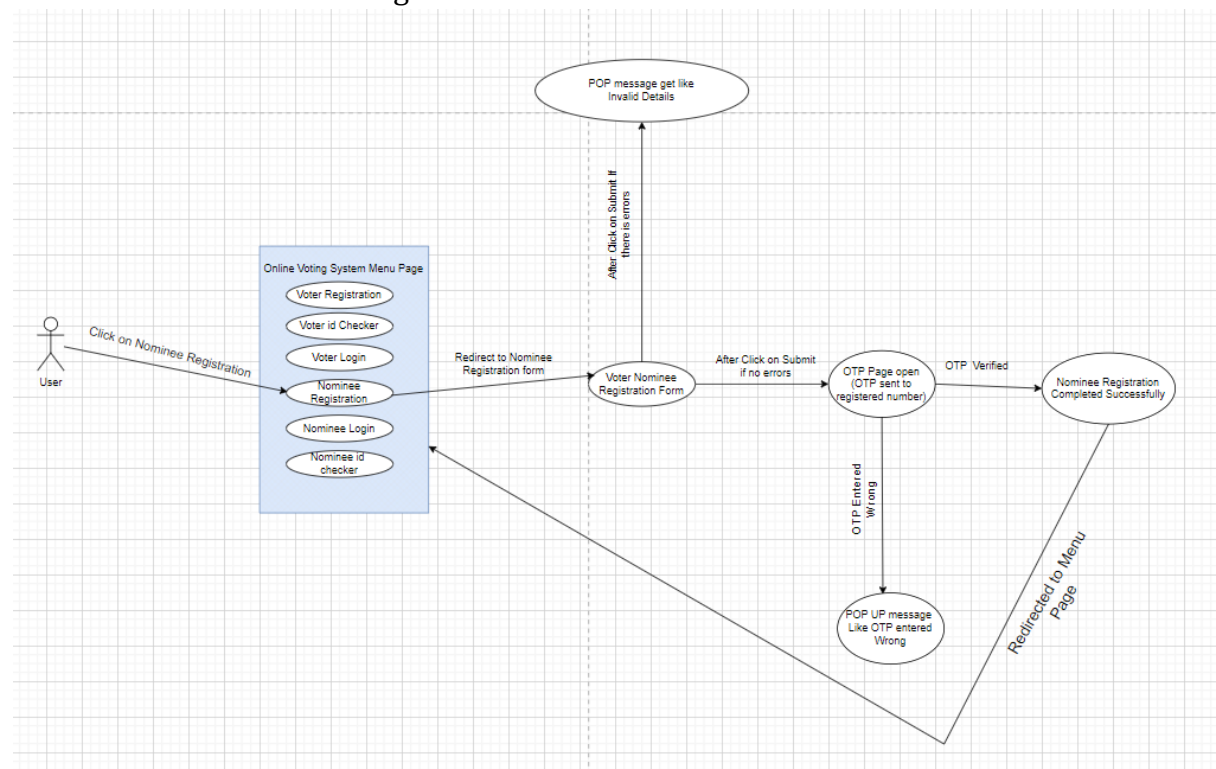 POP message get like
Invalid Details
After Click on Submit If
there is errors
Online Voting System Menu Page
Voter Registration
Voter id Checker
Voter Login
Nominee
Registration
Nominee Login
Nominee id
checker
User
Click on Nominee Registration
Redirect to Nominee
Registration form
Voter Nominee
Registration Form
After Click on Submit
if no errors
OTP Page open
(OTP sent to
registered number)
OTP Verified
Nominee Registration
Completed Successfully
OTP Entered
Wrong
POP UP message
Like OTP entered
Wrong
Redirected to Menu
Page